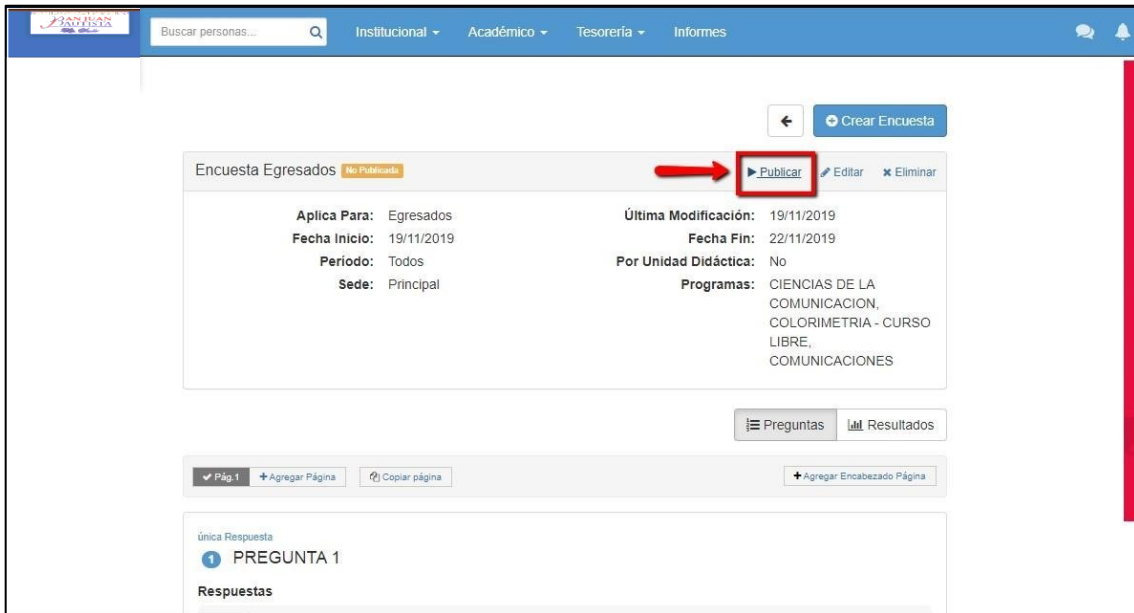 SAN JUAN
BAUTISTA
Buscar personas...
Institucional
Académico
Tesorería
Informes
Crear Encuesta
Encuesta Egresados No Publicada
Publicar
Editar
Eliminar
Aplica Para: Egresados
Última Modificación: 19/11/2019
Fecha Inicio: 19/11/2019
Fecha Fin: 22/11/2019
Período: Todos
Por Unidad Didáctica: No
Sede: Principal
Programas: CIENCIAS DE LA
COMUNICACION,
COLORIMETRIA - CURSO
LIBRE,
COMUNICACIONES
Preguntas
Resultados
Pág.1
Agregar Página
Copiar página
Agregar Encabezado Página
única Respuesta
1 PREGUNTA 1
Respuestas